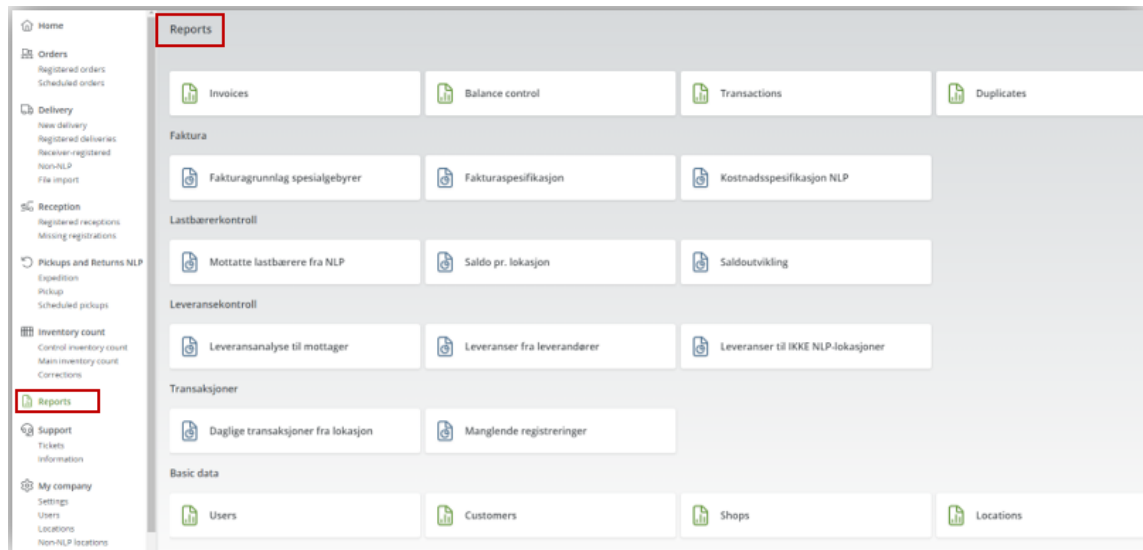 Home
Orders
Registered orders
Scheduled orders
Delivery
New delivery
Registered deliveries
Receiver-registered
Non-NLP
File import
Reception
Registered receptions
Missing registrations
Pickups and Returns NLP
Expedition
Pickup
Scheduled pickups
Inventory count
Control inventory count
Main inventory count
Corrections
Reports
Support
Tickets
Information
My company
Settings
Users
Locations
Non-NLP locations
Reports
Invoices
Balance control
Transactions
Duplicates
Faktura
Fakturagrunnlag spesialgebyrer
Fakturaspesifikasjon
Kostnadsspesifikasjon NLP
Lastbærerkontroll
Mottatte lastbærere fra NLP
Saldo pr. lokasjon
Saldoutvikling
Leveransekontroll
Leveransanalyse til mottager
Leveranser fra leverandører
Leveranser til IKKE NLP-lokasjoner
Transaksjoner
Daglige transaksjoner fra lokasjon
Manglende registreringer
Basic data
Users
Customers
Shops
Locations